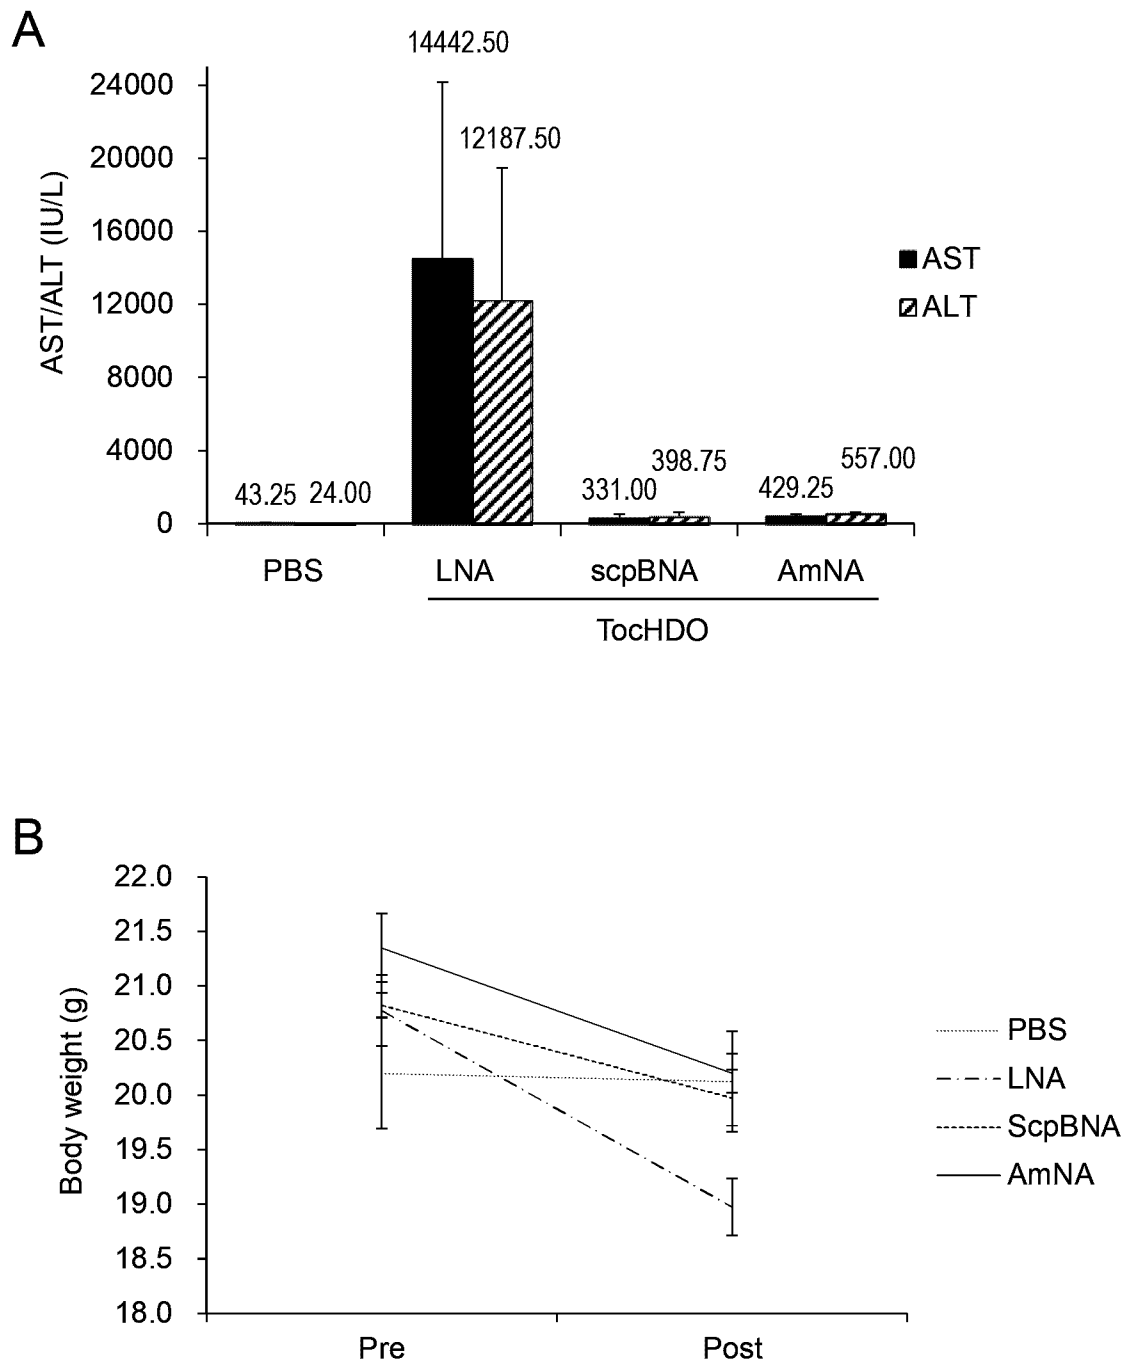 A
14442.50
24000
12187.50
20000
16000
12000
8000
4000
0
AST/ALT (IU/L)
AST
ALT
43.25 24.00
331.00 398.75
429.25 557.00
PBS LNA scpBNA AmNA
TocHDO
B
22.0
21.5
21.0
20.5
20.0
19.5
19.0
18.5
18.0
Body weight (g)
PBS
LNA
ScpBNA
AmNA
Pre Post